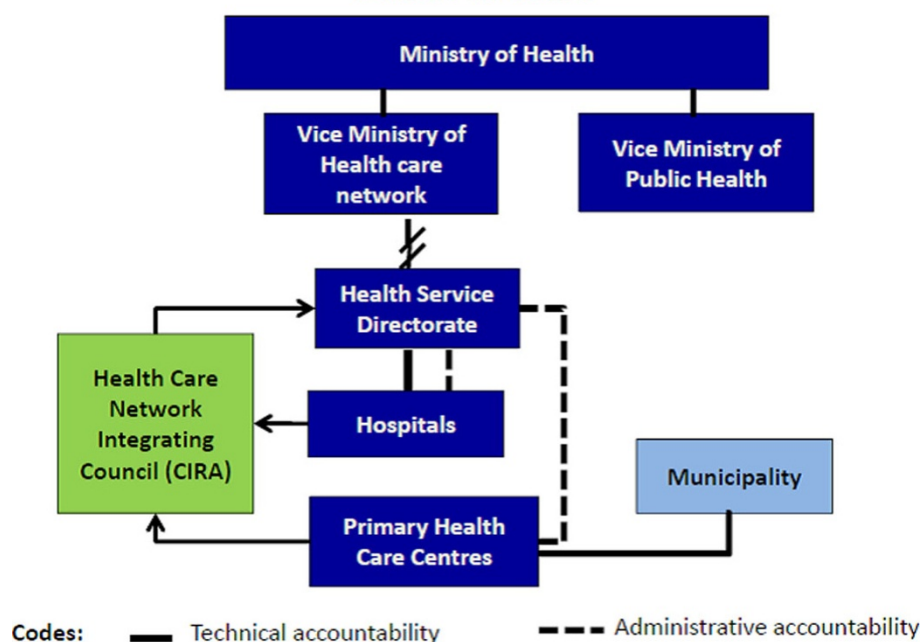 Ministry of Health
Vice Ministry of
Health care
network
Vice Ministry of
Public Health
Health Service
Directorate
Health Care
Network
Integrating
Council (CIRA)
Hospitals
Municipality
Primary Health
Care Centres
Codes: Technical accountability Administrative accountability